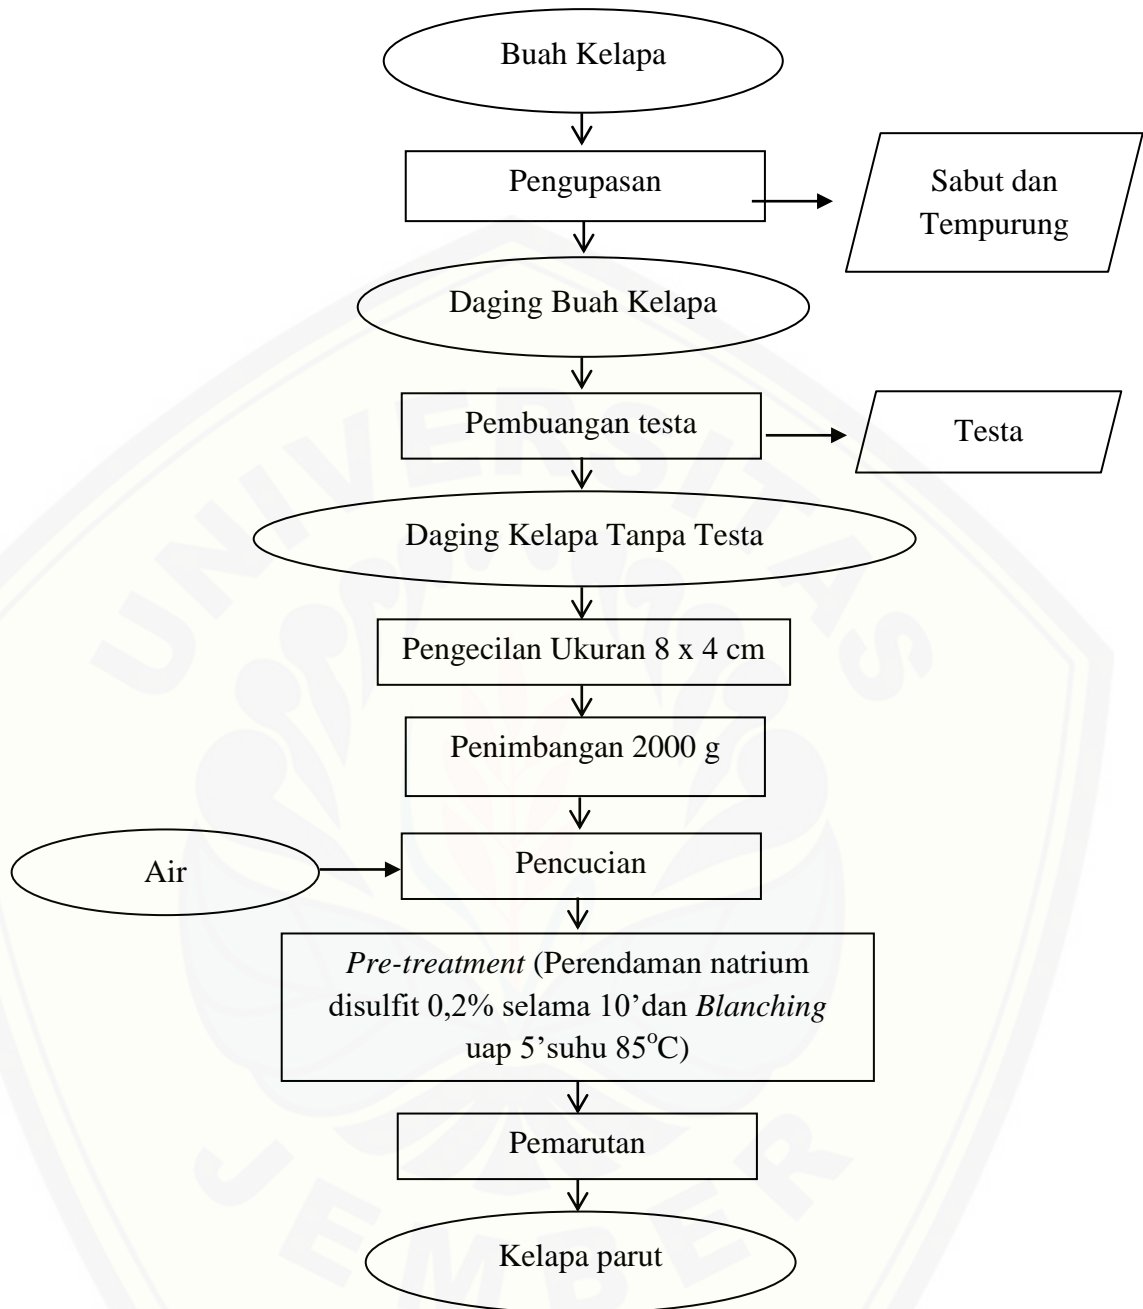 Buah Kelapa
Pengupasan
Sabut dan
Tempurung
Daging Buah Kelapa
Pembuangan testa
Testa
Daging Kelapa Tanpa Testa
Pengecilan Ukuran 8 x 4 cm
Penimbangan 2000 g
Air
Pencucian
Pre-treatment (Perendaman natrium
disulfit 0,2% selama 10’dan Blanching
uap 5’suhu 85°C)
Pemarutan
Kelapa parut
UNIVERSITAS
JEMBER